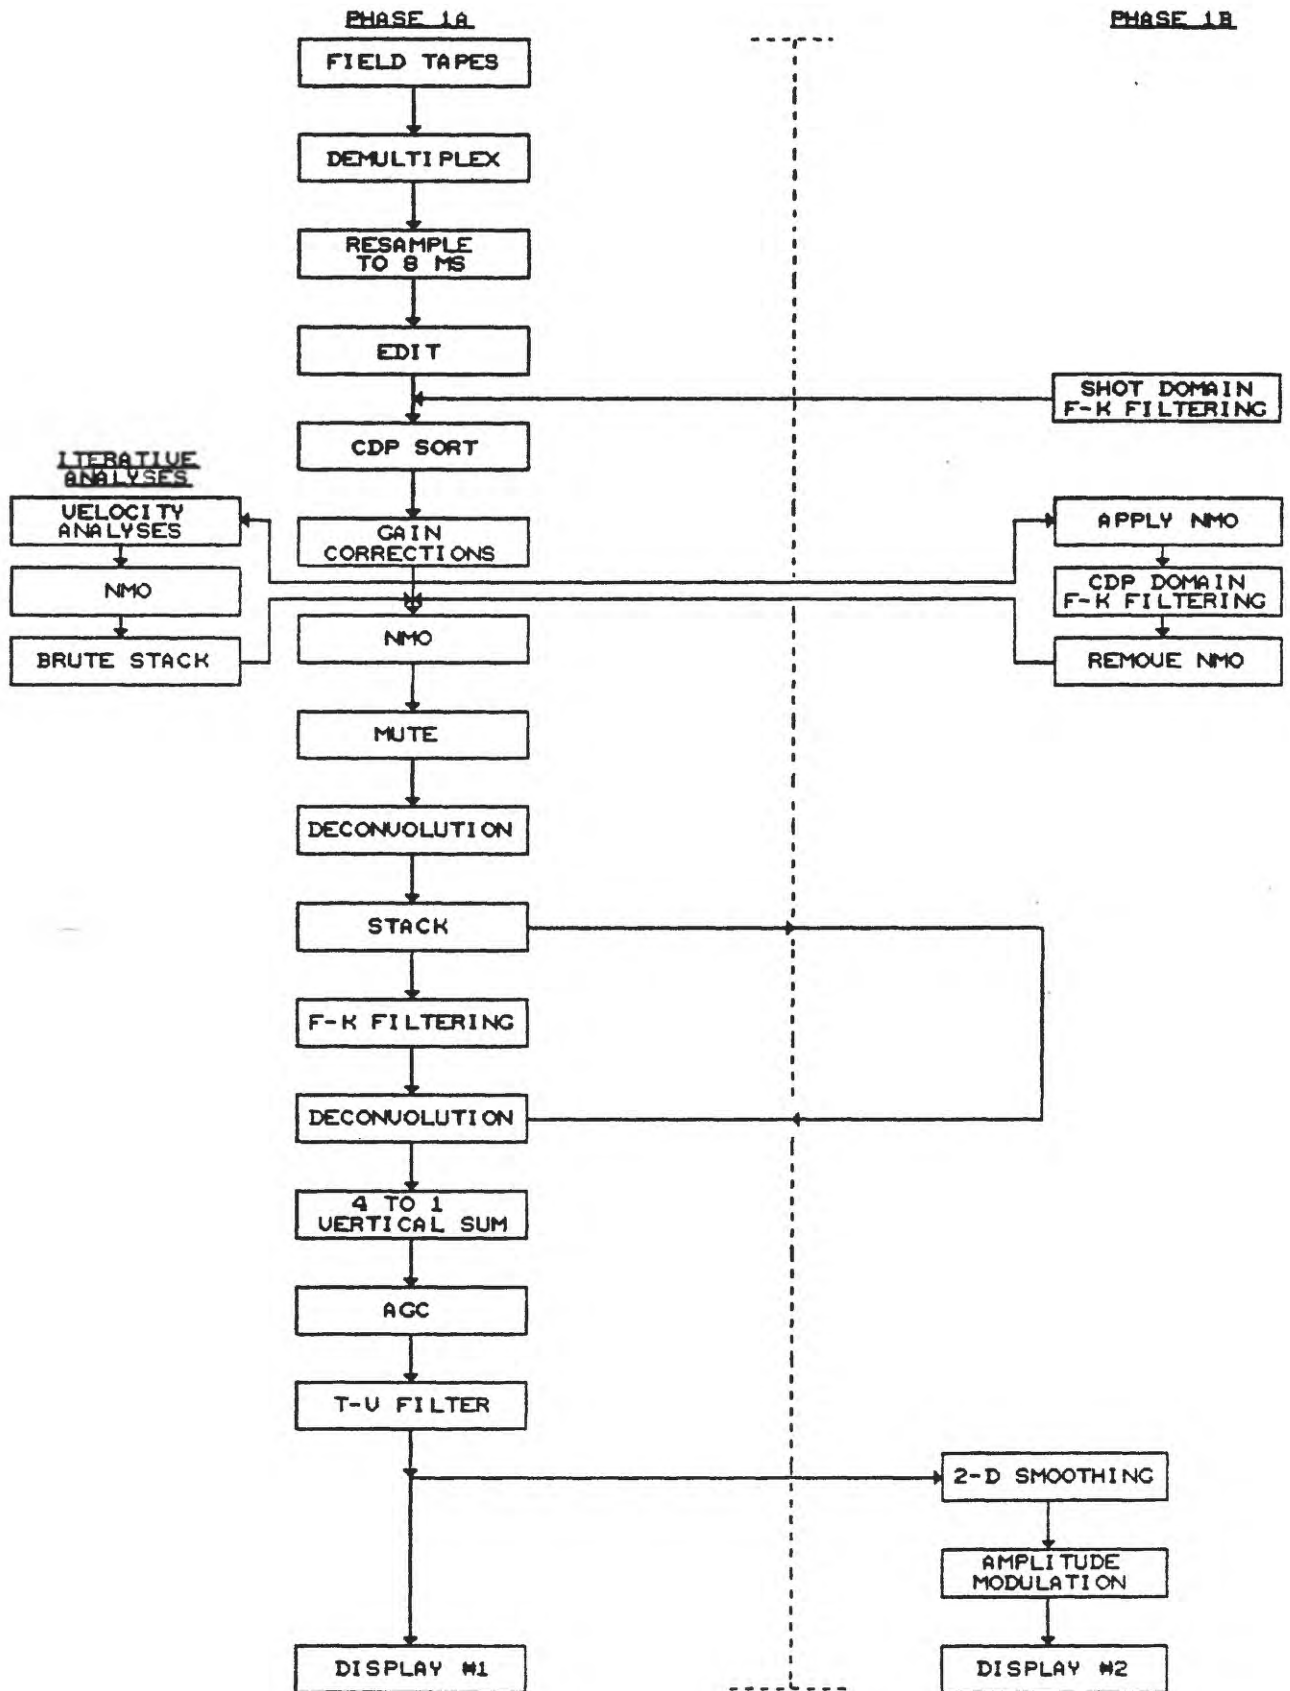 PHASE 1A
PHASE 1B
FIELD TAPES
DEMULTIPLEX
RESAMPLE
TO 8 MS
EDIT
SHOT DOMAIN
F-K FILTERING
CDP SORT
ITERATIVE
ANALYSES
VELOCITY
ANALYSES
NMO
BRUTE STACK
GAIN
CORRECTIONS
APPLY NMO
CDP DOMAIN
F-K FILTERING
REMOVE NMO
NMO
MUTE
DECONVOLUTION
STACK
F-K FILTERING
DECONVOLUTION
4 TO 1
VERTICAL SUM
AGC
T-V FILTER
2-D SMOOTHING
AMPLITUDE
MODULATION
DISPLAY #1
DISPLAY #2